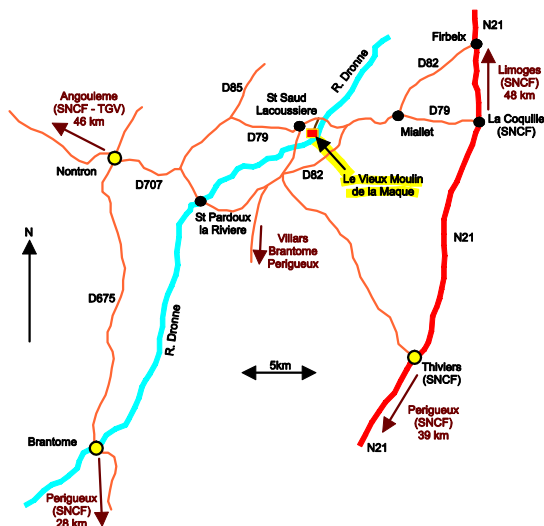 N21
Firbeix
D82
Limoges
(SNCF)
48 km
R. Dronne
D85
Angouleme
(SNCF - TGV)
46 km
St Saud
Lacoussiere
D79
D79
La Coquille
(SNCF)
Miallet
Nontron
D707
D82
Le Vieux Moulin
de la Maque
St Pardoux
la Riviere
N
Villars
Brantome
Perigueux
N21
D675
R. Dronne
5km
Thiviers
(SNCF)
Perigueux
(SNCF)
39 km
N21
Brantome
Perigueux
(SNCF)
28 km